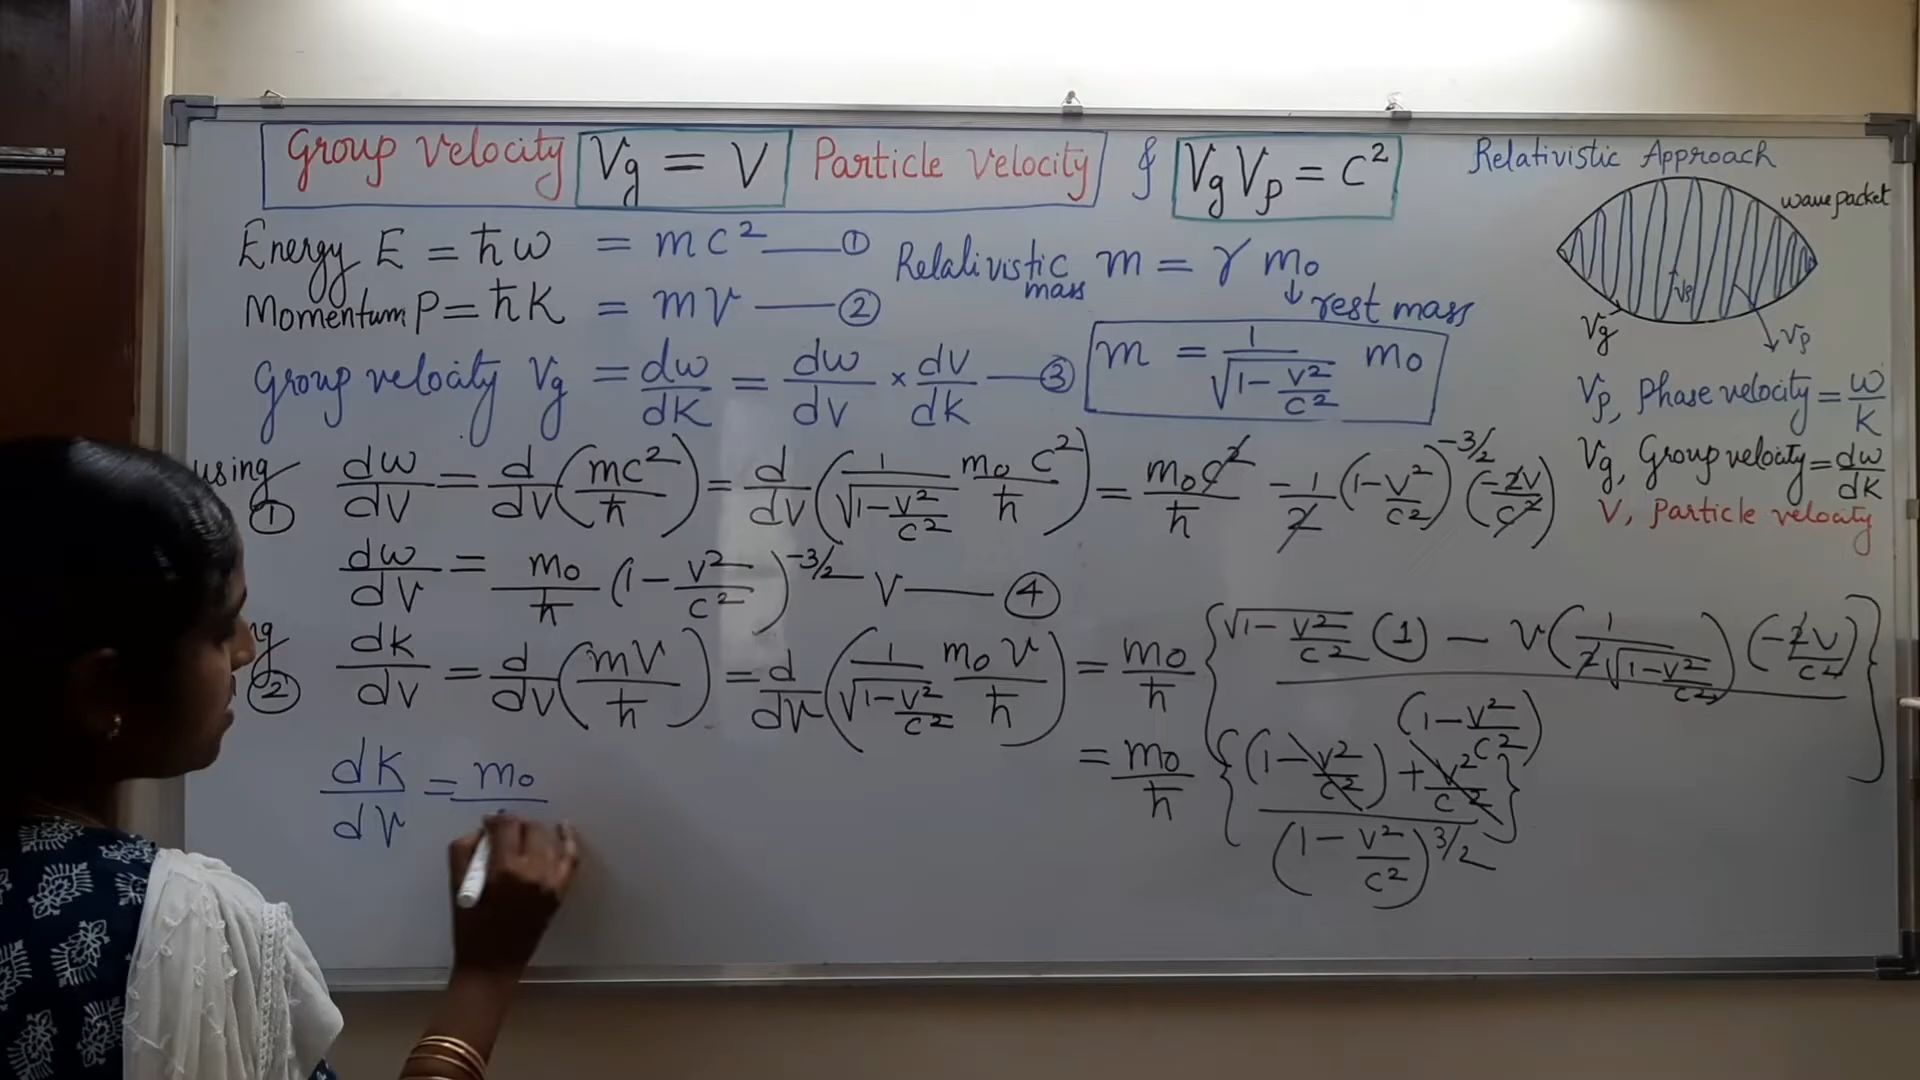 Group Velocity Vg = V Particle Velocity & VgVp = c²
Relativistic Approach
wave packet
Vg
Vp
Energy E = ħω = mc² —— ①
Relativistic mass m = γ m₀
↓ rest mass
Momentum P = ħK = mV —— ②
Group velocity Vg = dω/dK = dω/dV × dV/dK —— ③
m = 1/√(1 - V²/c²) m₀
Vp, Phase velocity = ω/K
Vg, Group velocity = dω/dK
V, Particle velocity
using ① dω/dV = d/dV (mc²/ħ) = d/dV (1/√(1 - V²/c²) m₀c²/ħ) = m₀c²/ħ -1/2 (1 - V²/c²)^(-3/2) (-2V/c²)
dω/dV = m₀/ħ (1 - V²/c²)^(-3/2) V —— ④
② dk/dV = d/dV (mV/ħ) = d/dV (1/√(1 - V²/c²) m₀V/ħ) = m₀/ħ {√(1 - V²/c²) (1) - V (1/2√(1 - V²/c²)) (-2V/c²) / (1 - V²/c²)}
= m₀/ħ {(1 - V²/c²) + V²/c² / (1 - V²/c²)^(3/2)}
dK/dV = m₀